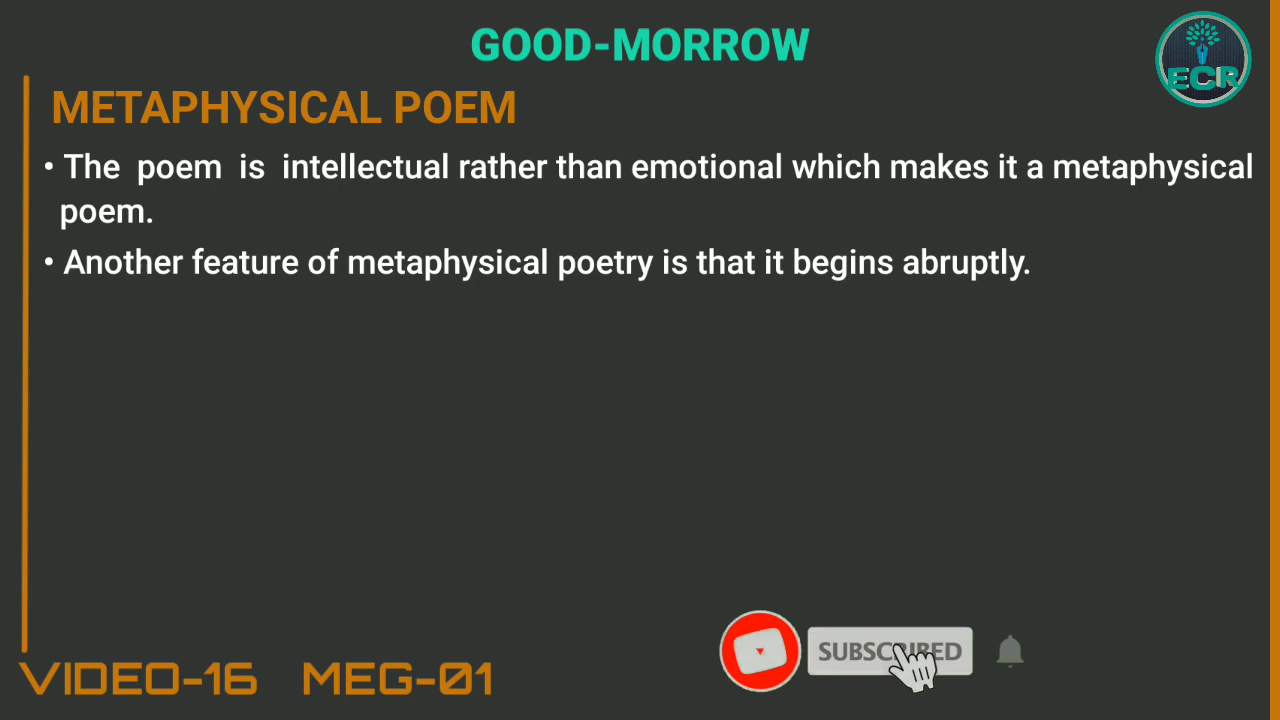 GOOD-MORROW
ECR
METAPHYSICAL POEM
• The poem is intellectual rather than emotional which makes it a metaphysical
poem.
• Another feature of metaphysical poetry is that it begins abruptly.
VIDEO-16 MEG-01
SUBSCRIBED